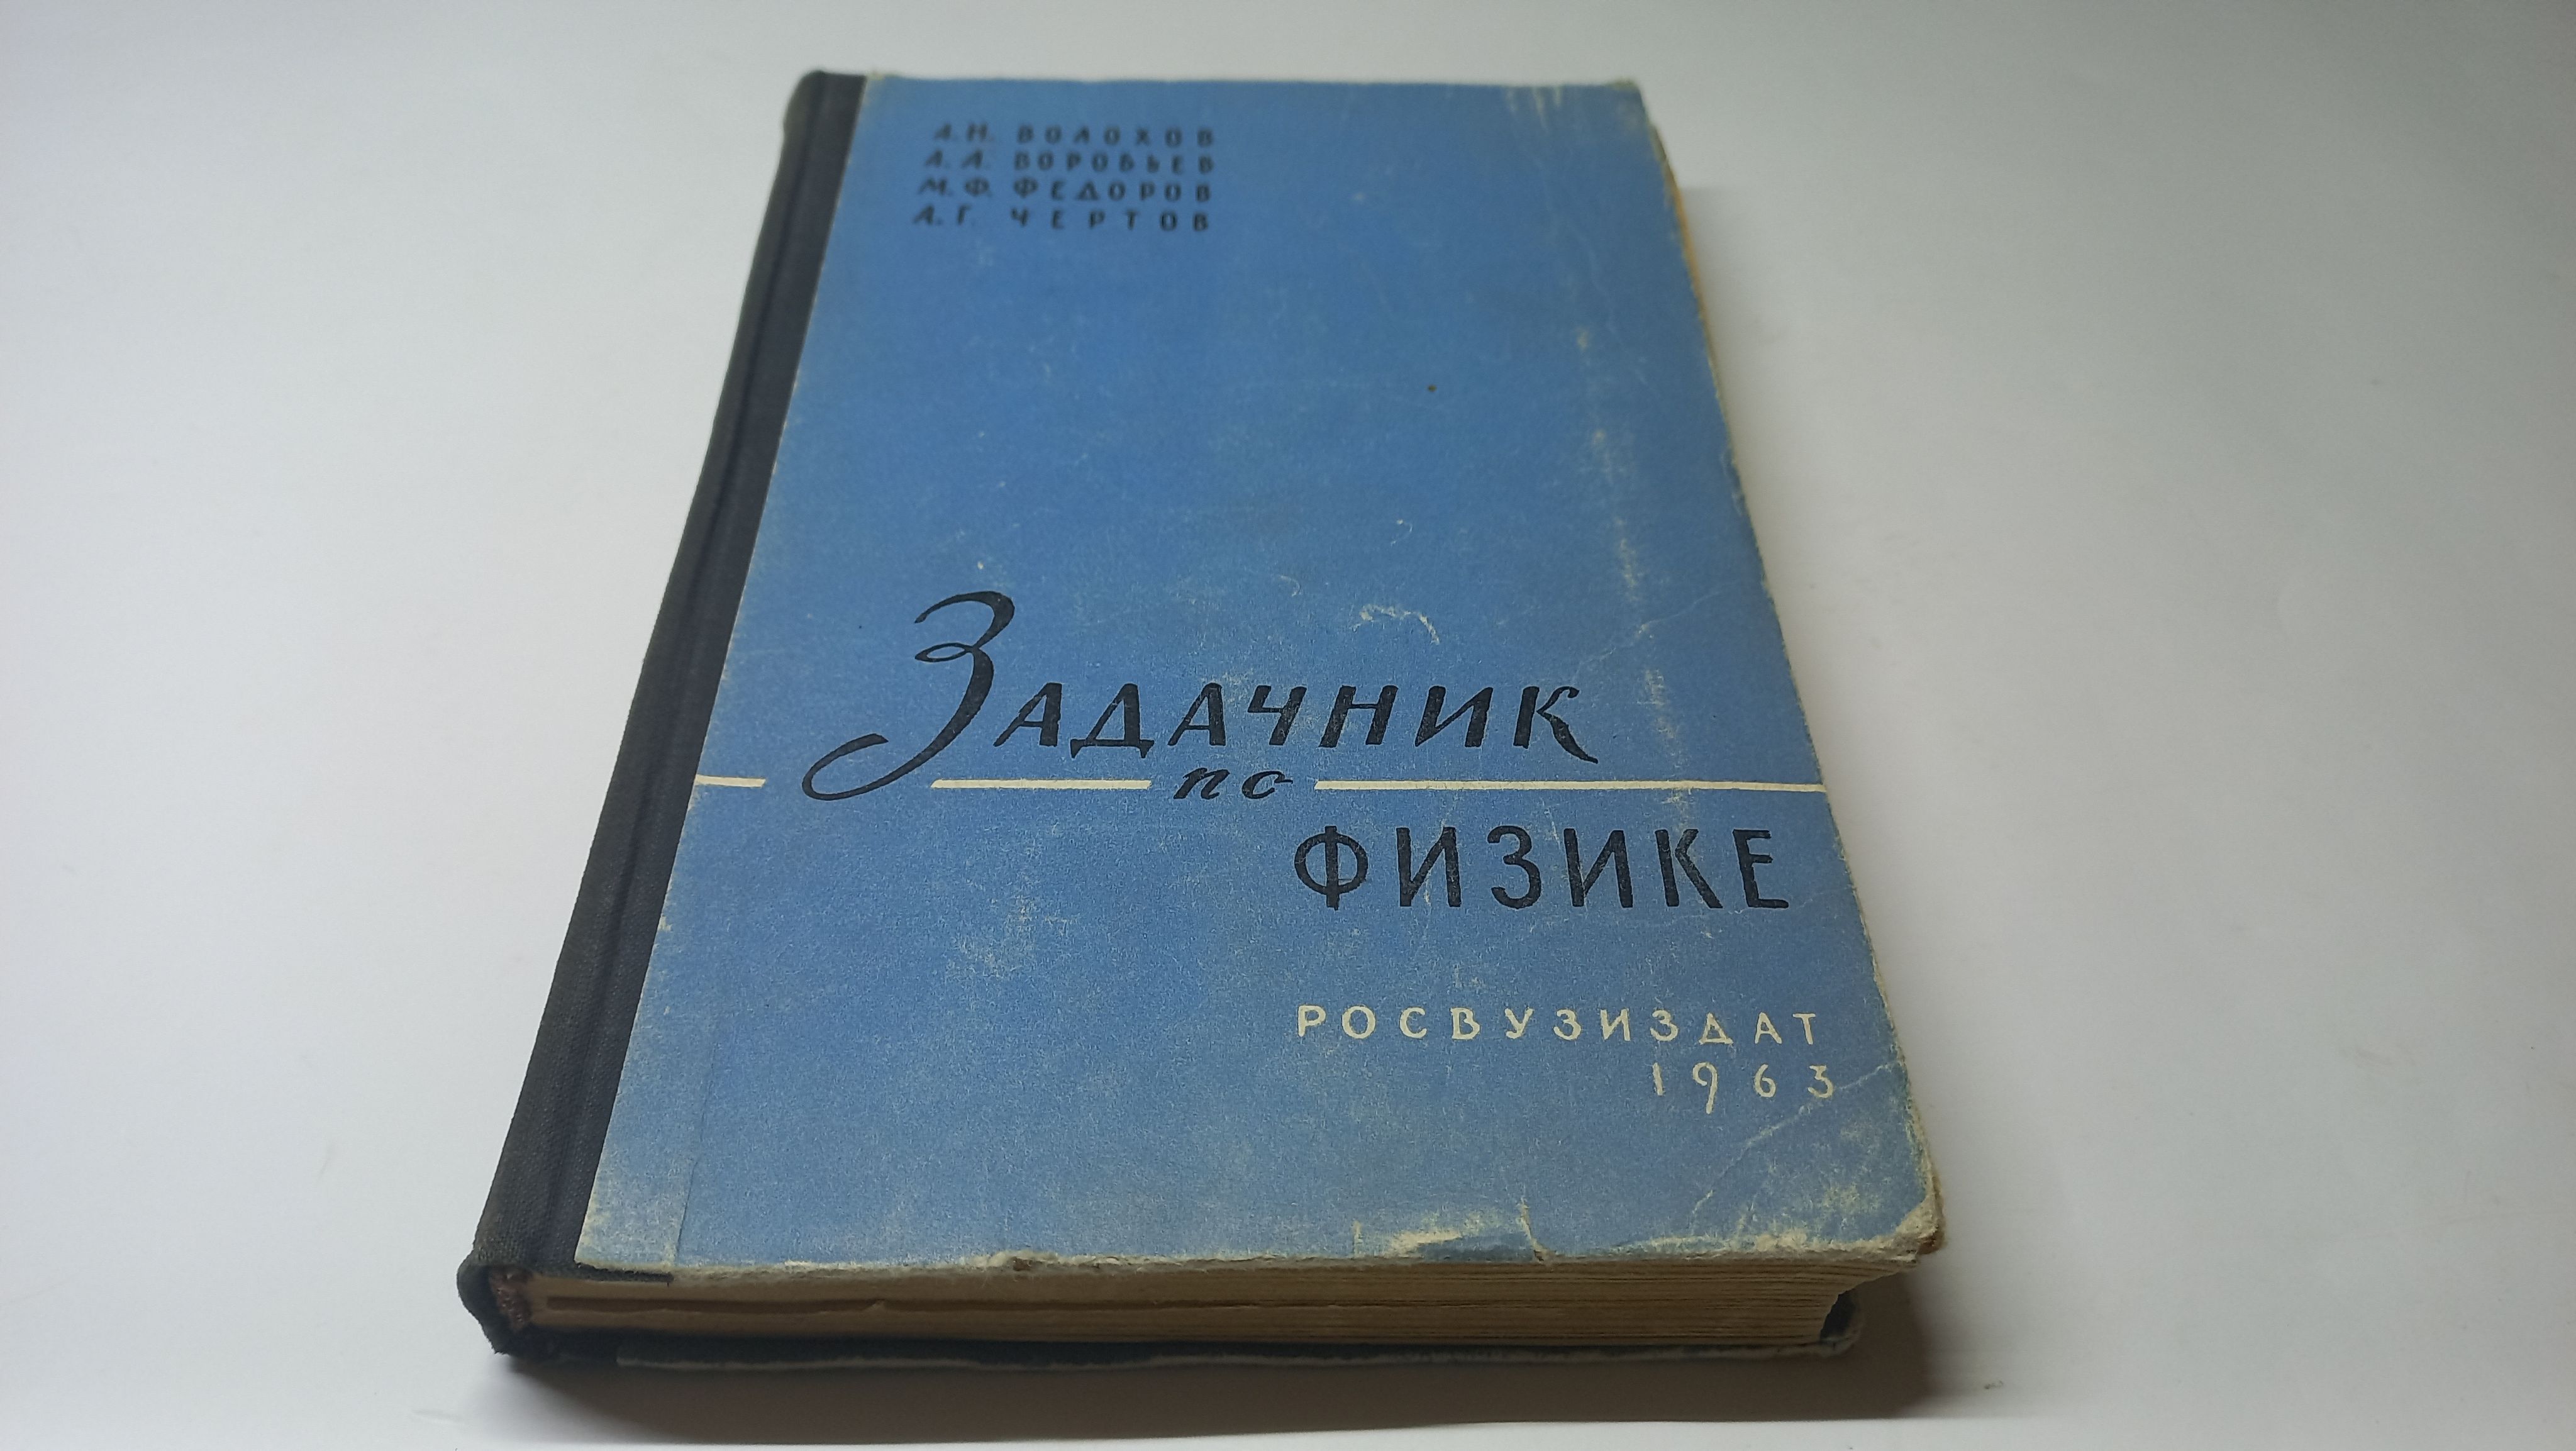 А. Н. ВОЛОХОВ
А. А. ВОРОБЬЕВ
М. Ф. ФЕДОРОВ
А. Г. ЧЕРТОВ
ЗАДАЧНИК
по
ФИЗИКЕ
РОСВУЗИЗДАТ
1963